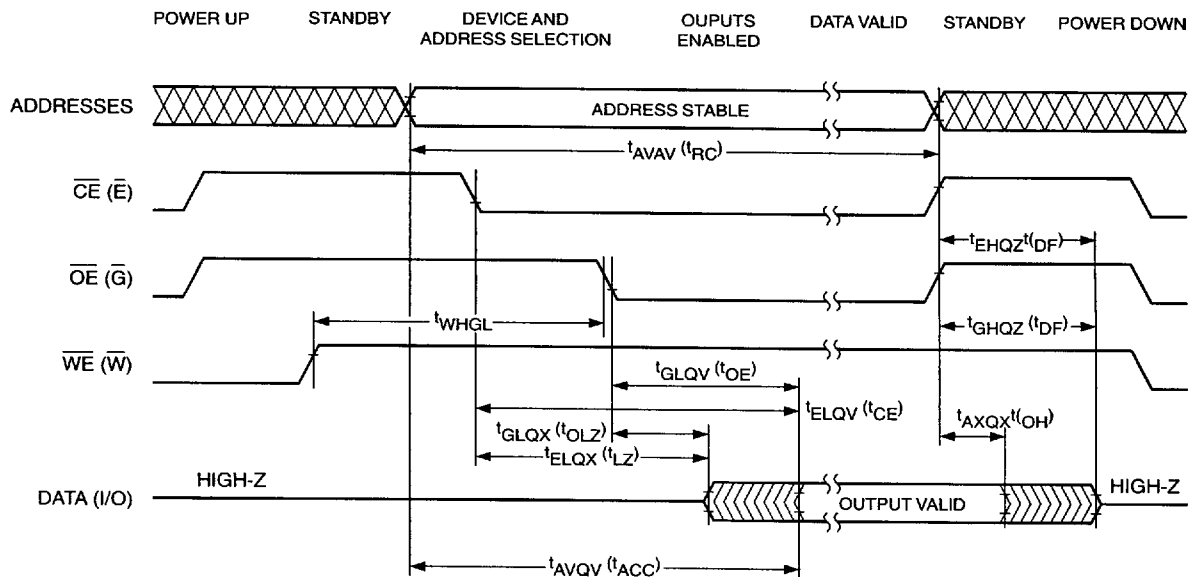 POWER UP STANDBY DEVICE AND ADDRESS SELECTION OUPUTS ENABLED DATA VALID STANDBY POWER DOWN
ADDRESSES
ADDRESS STABLE
tAVAV (tRC)
CE (E)
tEHQZt(DF)
OE (G)
tWHGL
tGHQZ (tDF)
WE (W)
tGLQV (tOE)
tELQV (tCE)
tGLQX (tOLZ)
tAXQXt(OH)
tELQX (tLZ)
HIGH-Z
HIGH-Z
DATA (I/O)
OUTPUT VALID
tAVQV (tACC)